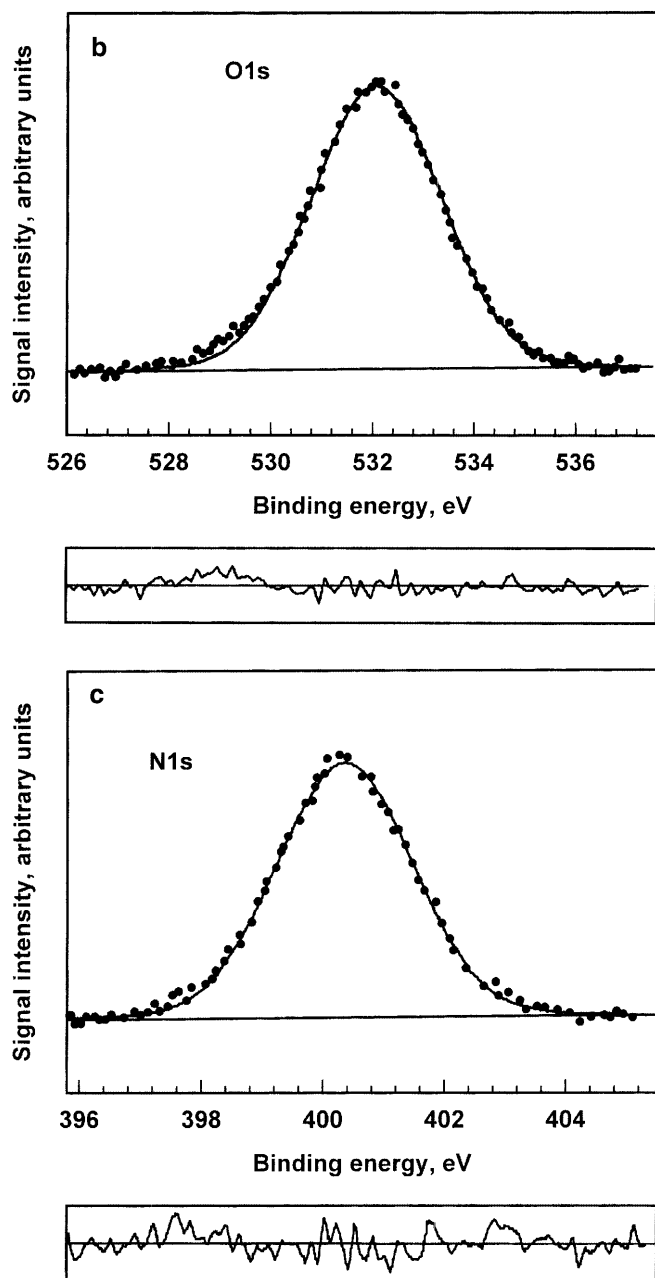 b
O1s
Signal intensity, arbitrary units
526 528 530 532 534 536
Binding energy, eV
c
N1s
Signal intensity, arbitrary units
396 398 400 402 404
Binding energy, eV